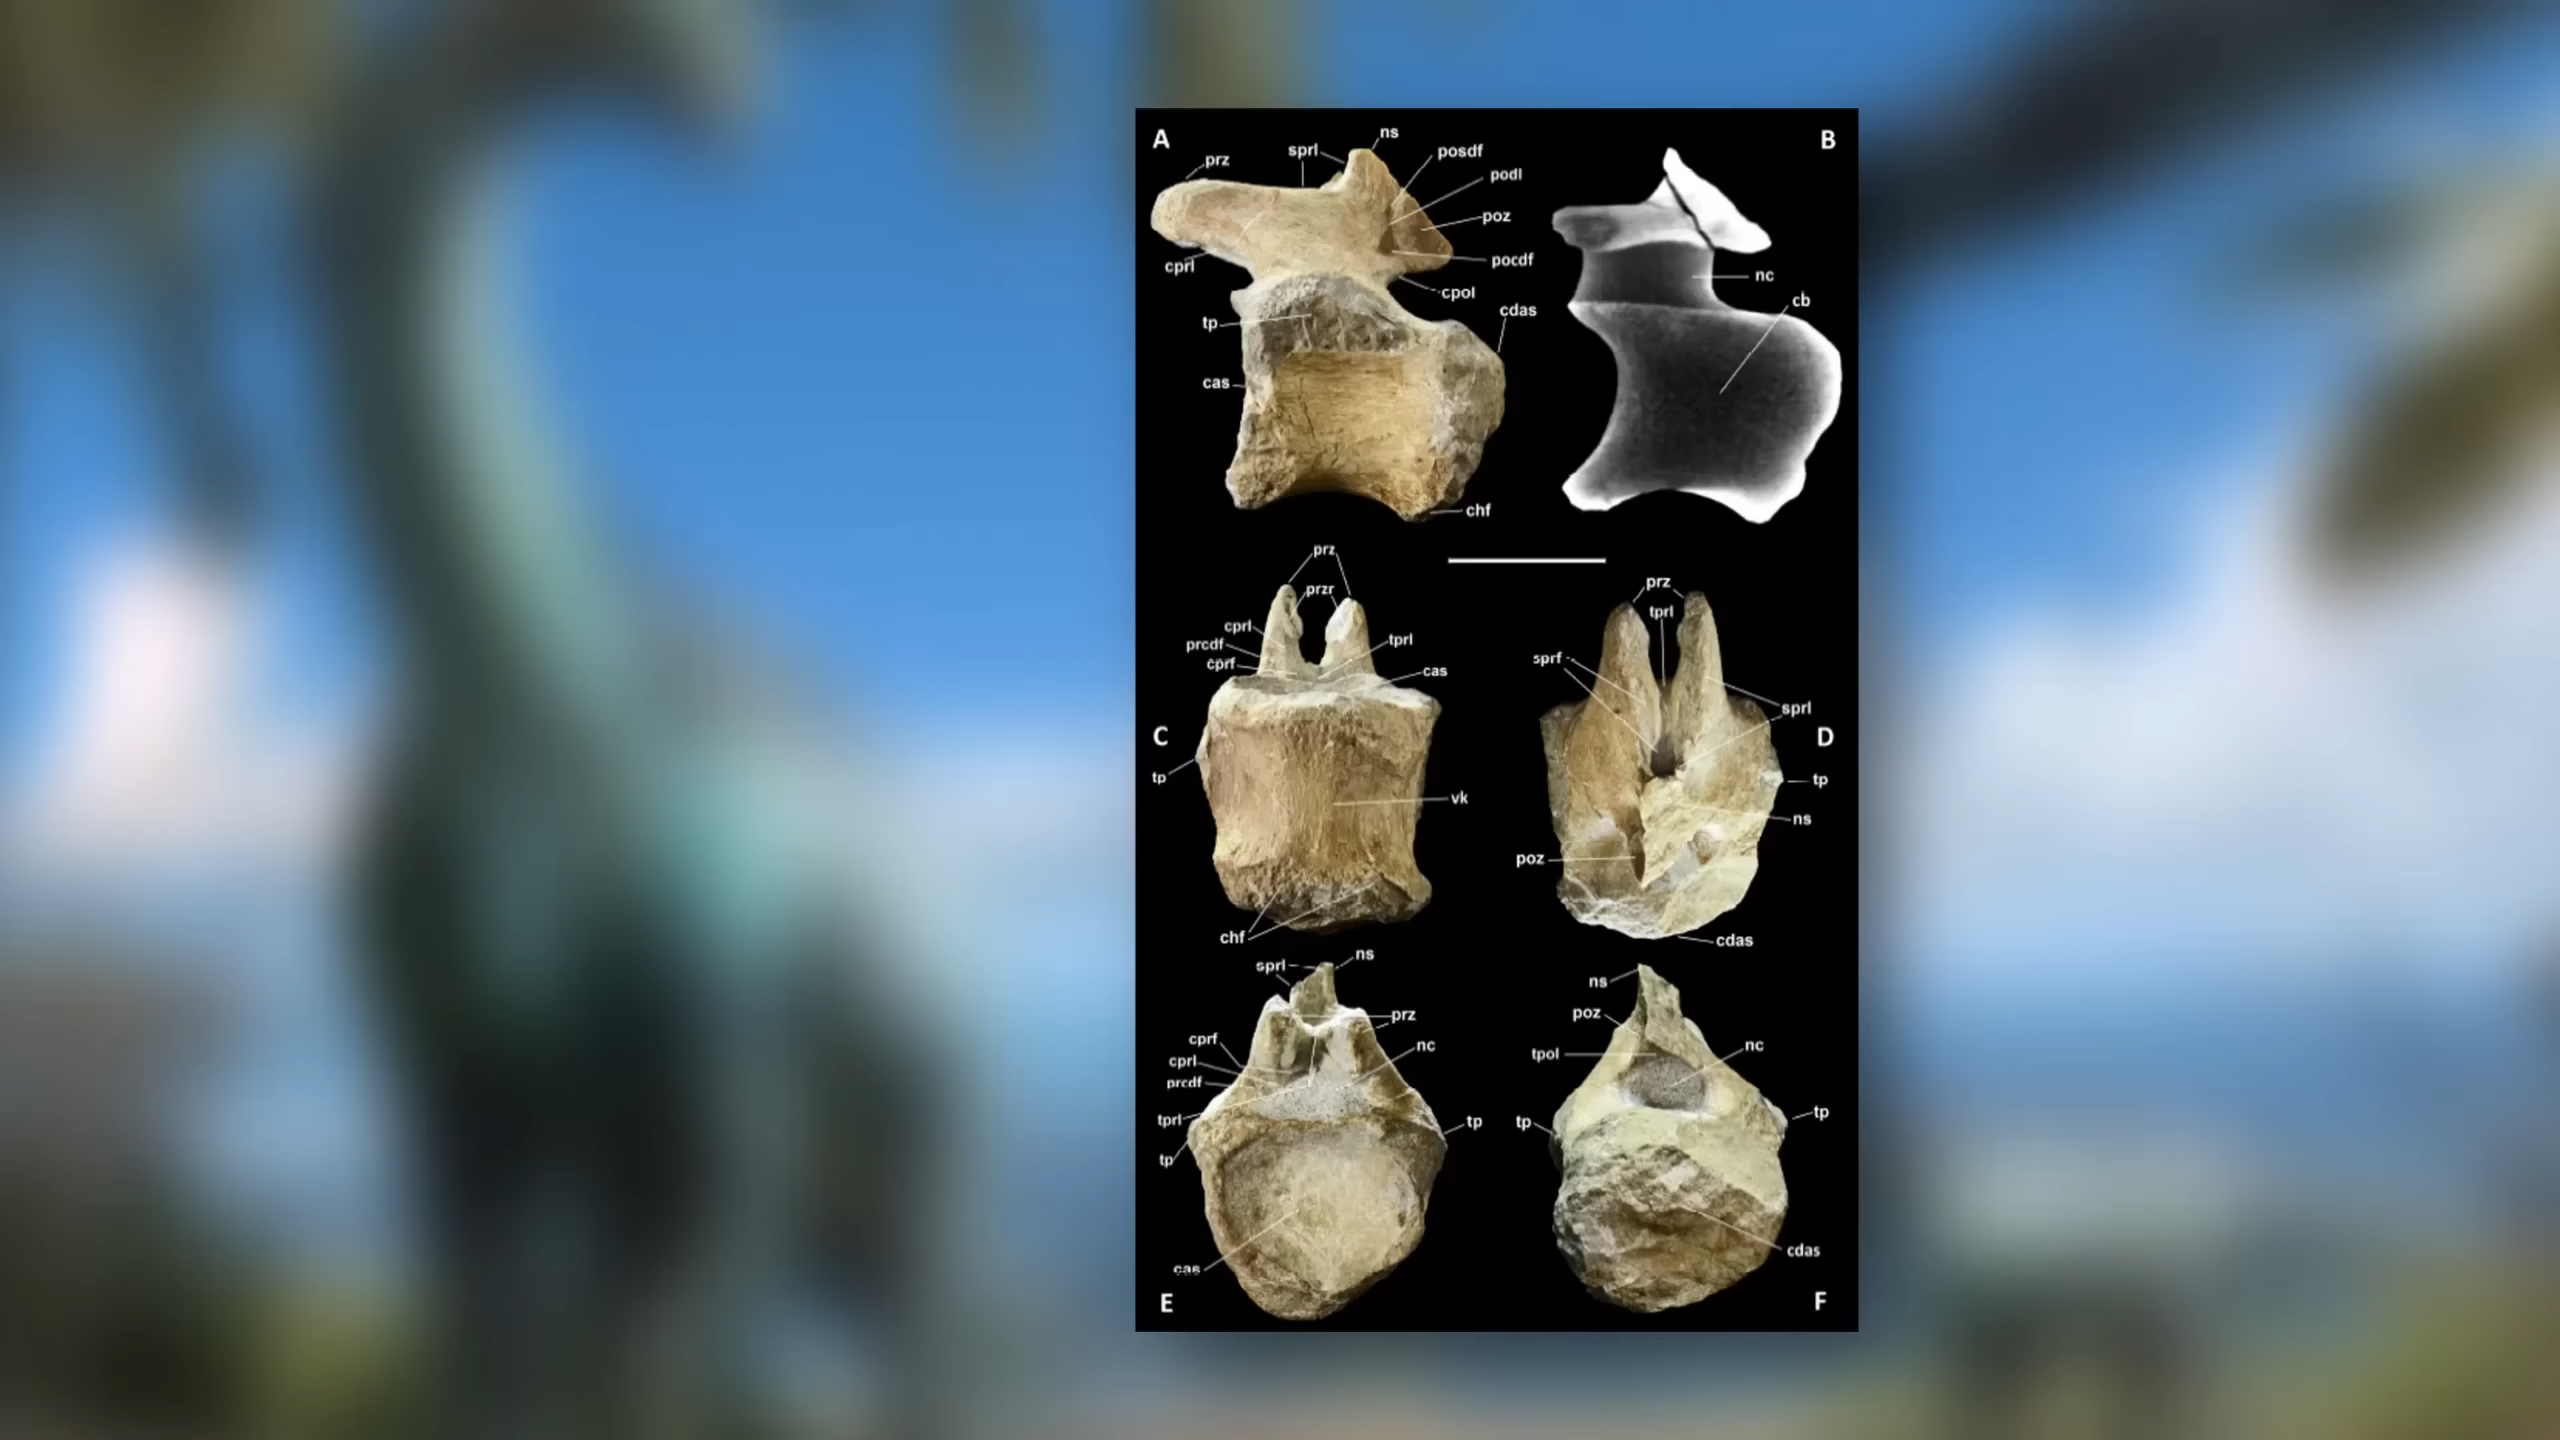 A
B
ns
sprl
posdf
prz
podl
poz
pocdf
cprl
nc
cpol
cb
cdas
tp
cas
chf
prz
prz
przr
tprl
cprl
tprl
prcdf
sprf
cprf
cas
sprl
C
D
tp
tp
vk
ns
poz
chf
cdas
ns
sprl
ns
poz
prz
cprf
nc
nc
tpol
cprl
prcdf
tprl
tp
tp
tp
tp
cdas
cas
E
F